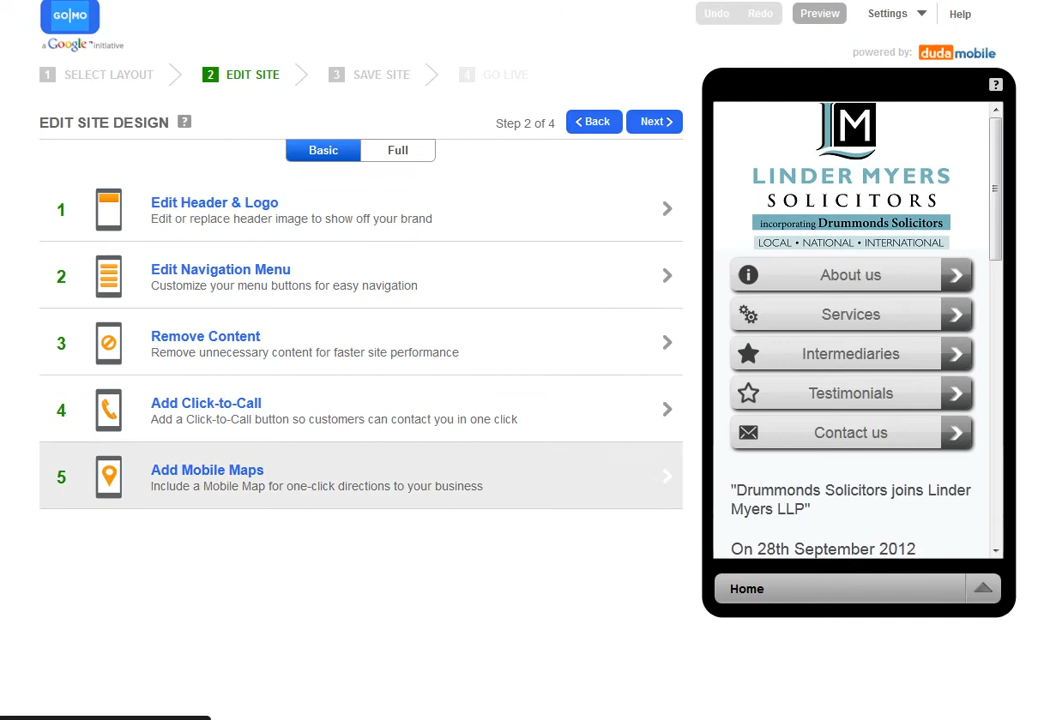 GO|MO
a Google™ initiative
Undo Redo Preview Settings Help
powered by: dudamobile
1 SELECT LAYOUT 2 EDIT SITE 3 SAVE SITE 4 GO LIVE
EDIT SITE DESIGN ? Step 2 of 4 Back Next
Basic Full
1 Edit Header & Logo
Edit or replace header image to show off your brand
2 Edit Navigation Menu
Customize your menu buttons for easy navigation
3 Remove Content
Remove unnecessary content for faster site performance
4 Add Click-to-Call
Add a Click-to-Call button so customers can contact you in one click
5 Add Mobile Maps
Include a Mobile Map for one-click directions to your business
?
LM
LINDER MYERS
SOLICITORS
incorporating Drummonds Solicitors
LOCAL • NATIONAL • INTERNATIONAL
About us
Services
Intermediaries
Testimonials
Contact us
"Drummonds Solicitors joins Linder
Myers LLP"
On 28th September 2012
Home